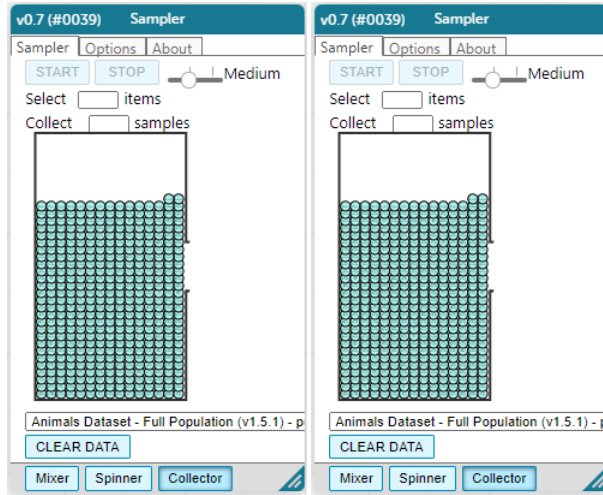 v0.7 (#0039) Sampler
Sampler Options About
START STOP Medium
Select items
Collect samples
Animals Dataset - Full Population (v1.5.1) - p
CLEAR DATA
Mixer Spinner Collector
v0.7 (#0039) Sampler
Sampler Options About
START STOP Medium
Select items
Collect samples
Animals Dataset - Full Population (v1.5.1) - p
CLEAR DATA
Mixer Spinner Collector